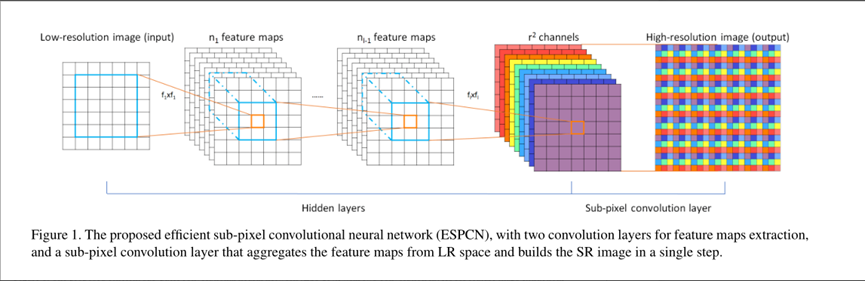 Low-resolution image (input)
n1 feature maps
nl-1 feature maps
r² channels
High-resolution image (output)
f1xf1
......
flxfl
Hidden layers
Sub-pixel convolution layer
Figure 1. The proposed efficient sub-pixel convolutional neural network (ESPCN), with two convolution layers for feature maps extraction,
and a sub-pixel convolution layer that aggregates the feature maps from LR space and builds the SR image in a single step.